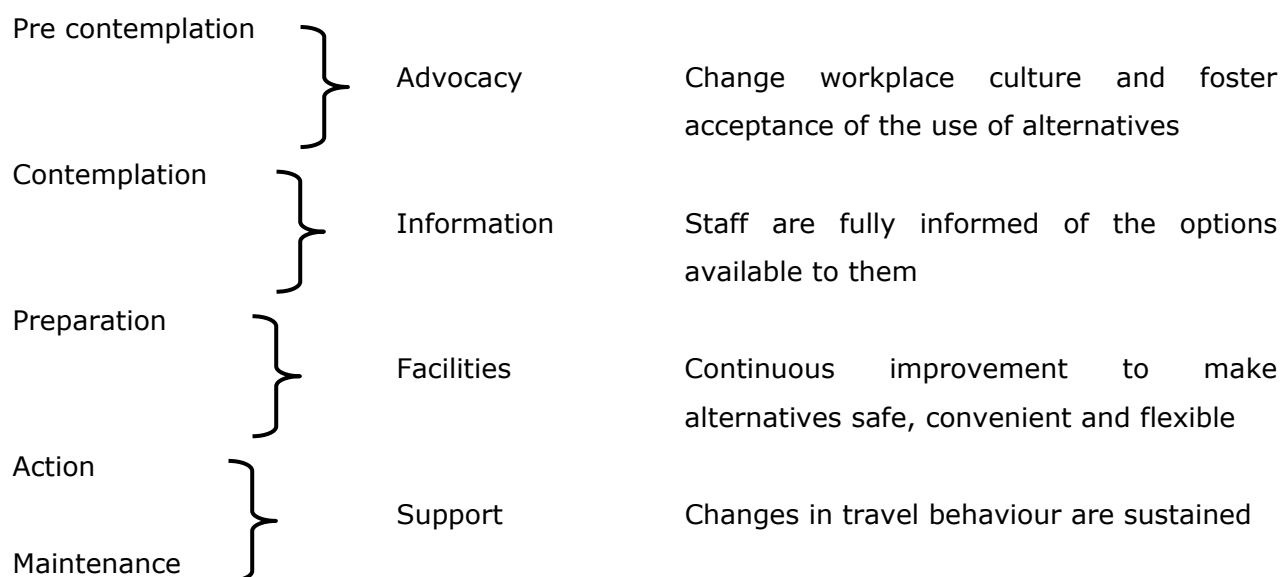 Pre contemplation
Advocacy
Change workplace culture and foster
acceptance of the use of alternatives
Contemplation
Information
Staff are fully informed of the options
available to them
Preparation
Facilities
Continuous improvement to make
alternatives safe, convenient and flexible
Action
Support
Changes in travel behaviour are sustained
Maintenance